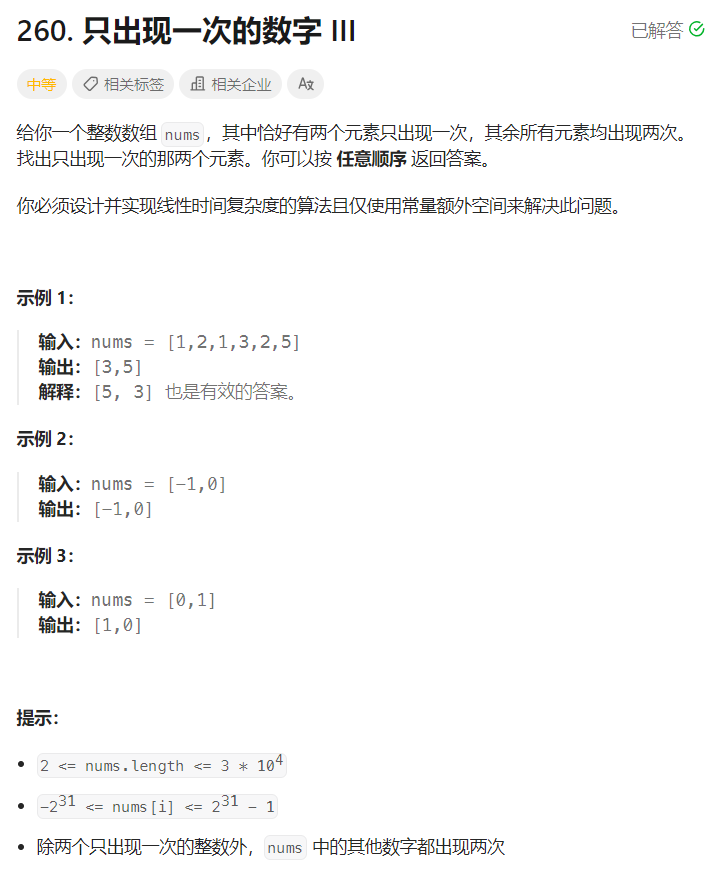 260. 只出现一次的数字 III
已解答
中等
相关标签
相关企业
给你一个整数数组 nums，其中恰好有两个元素只出现一次，其余所有元素均出现两次。
找出只出现一次的那两个元素。你可以按 任意顺序 返回答案。
你必须设计并实现线性时间复杂度的算法且仅使用常量额外空间来解决此问题。
示例 1：
输入：nums = [1,2,1,3,2,5]
输出：[3,5]
解释：[5, 3] 也是有效的答案。
示例 2：
输入：nums = [-1,0]
输出：[-1,0]
示例 3：
输入：nums = [0,1]
输出：[1,0]
提示：
• 2 <= nums.length <= 3 * 10⁴
• -2³¹ <= nums[i] <= 2³¹ - 1
• 除两个只出现一次的整数外，nums 中的其他数字都出现两次